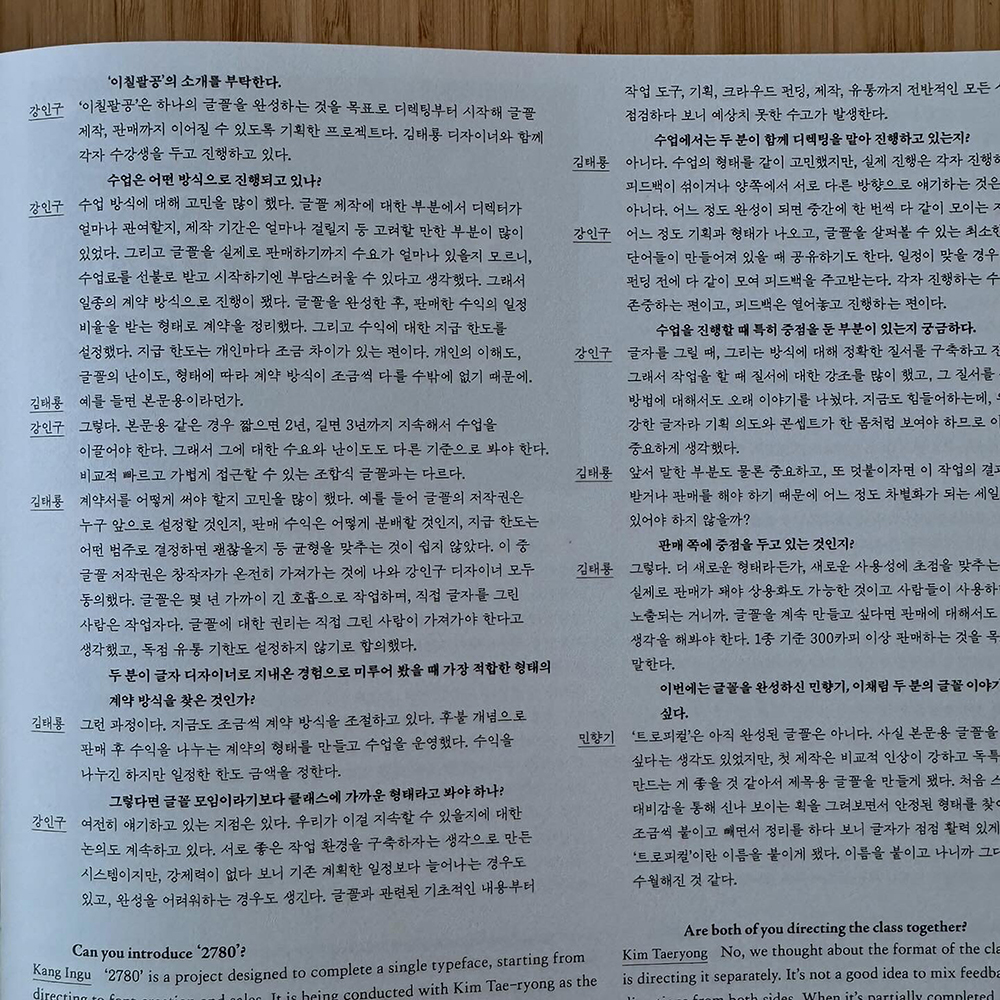 ‘이칠팔공’의 소개를 부탁한다.
강인구 ‘이칠팔공’은 하나의 글꼴을 완성하는 것을 목표로 디렉팅부터 시작해 글꼴
제작, 판매까지 이어질 수 있도록 기획한 프로젝트다. 김태룡 디자이너와 함께
각자 수강생을 두고 진행하고 있다.
수업은 어떤 방식으로 진행되고 있나?
강인구 수업 방식에 대해 고민을 많이 했다. 글꼴 제작에 대한 부분에서 디렉터가
얼마나 관여할지, 제작 기간은 얼마나 걸릴지 등 고려할 만한 부분이 많이
있었다. 그리고 글꼴을 실제로 판매하기까지 수요가 얼마나 있을지 모르니,
수업료를 선불로 받고 시작하기엔 부담스러울 수 있다고 생각했다. 그래서
일종의 계약 방식으로 진행이 됐다. 글꼴을 완성한 후, 판매한 수익의 일정
비율을 받는 형태로 계약을 정리했다. 그리고 수익에 대한 지급 한도를
설정했다. 지급 한도는 개인마다 조금 차이가 있는 편이다. 개인의 이해도,
글꼴의 난이도, 형태에 따라 계약 방식이 조금씩 다를 수밖에 없기 때문에.
김태룡 예를 들면 본문용이라던가.
강인구 그렇다. 본문용 같은 경우 짧으면 2년, 길면 3년까지 지속해서 수업을
이끌어야 한다. 그래서 그에 대한 수요와 난이도도 다른 기준으로 봐야 한다.
비교적 빠르고 가볍게 접근할 수 있는 조합식 글꼴과는 다르다.
김태룡 계약서를 어떻게 써야 할지 고민을 많이 했다. 예를 들어 글꼴의 저작권은
누구 앞으로 설정할 것인지, 판매 수익은 어떻게 분배할 것인지, 지급 한도는
어떤 범주로 결정하면 괜찮을지 등 균형을 맞추는 것이 쉽지 않았다. 이 중
글꼴 저작권은 창작자가 온전히 가져가는 것에 나와 강인구 디자이너 모두
동의했다. 글꼴은 몇 년 가까이 긴 호흡으로 작업하며, 직접 글자를 그린
사람은 작업자다. 글꼴에 대한 권리는 직접 그린 사람이 가져가야 한다고
생각했고, 독점 유통 기한도 설정하지 않기로 합의했다.
두 분이 글자 디자이너로 지내온 경험으로 미루어 봤을 때 가장 적합한 형태의
계약 방식을 찾은 것인가?
김태룡 그런 과정이다. 지금도 조금씩 계약 방식을 조절하고 있다. 후불 개념으로
판매 후 수익을 나누는 계약의 형태를 만들고 수업을 운영했다. 수익을
나누긴 하지만 일정한 한도 금액을 정한다.
그렇다면 글꼴 모임이라기보다 클래스에 가까운 형태라고 봐야 하나?
강인구 여전히 얘기하고 있는 지점은 있다. 우리가 이걸 지속할 수 있을지에 대한
논의도 계속하고 있다. 서로 좋은 작업 환경을 구축하자는 생각으로 만든
시스템이지만, 강제력이 없다 보니 기존 계획한 일정보다 늘어나는 경우도
있고, 완성을 어려워하는 경우도 생긴다. 글꼴과 관련된 기초적인 내용부터
작업 도구, 기획, 크라우드 펀딩, 제작, 유통까지 전반적인 모든
점검하다 보니 예상치 못한 수고가 발생한다.
수업에서는 두 분이 함께 디렉팅을 맡아 진행하고 있는지?
김태룡 아니다. 수업의 형태를 같이 고민했지만, 실제 진행은 각자
피드백이 섞이거나 양쪽에서 서로 다른 방향으로 얘기하는 것은
아니다. 어느 정도 완성이 되면 중간에 한 번씩 다 같이 모이는
강인구 어느 정도 기획과 형태가 나오고, 글꼴을 살펴볼 수 있는 최소한
단어들이 만들어져 있을 때 공유하기도 한다. 일정이 맞을 경우
펀딩 전에 다 같이 모여 피드백을 주고받는다. 각자 진행하는
존중하는 편이고, 피드백은 열어놓고 진행하는 편이다.
수업을 진행할 때 특히 중점을 둔 부분이 있는지 궁금하다.
강인구 글자를 그릴 때, 그리는 방식에 대해 정확한 질서를 구축하고
그래서 작업을 할 때 질서에 대한 강조를 많이 했고, 그 질서를
방법에 대해서도 오래 이야기를 나눴다. 지금도 힘들어하는데,
강한 글자라 기획 의도와 콘셉트가 한 몸처럼 보여야 하므로
중요하게 생각했다.
김태룡 앞서 말한 부분도 물론 중요하고, 또 덧붙이자면 이 작업의
받거나 판매를 해야 하기 때문에 어느 정도 차별화가 되는
있어야 하지 않을까?
판매 쪽에 중점을 두고 있는 것인지?
김태룡 그렇다. 더 새로운 형태라든가, 새로운 사용성에 초점을 맞추는
실제로 판매가 돼야 상용화도 가능한 것이고 사람들이
노출되는 거니까. 글꼴을 계속 만들고 싶다면 판매에 대해서도
생각을 해봐야 한다. 1종 기준 300카피 이상 판매하는 것을
말한다.
이번에는 글꼴을 완성하신 민향기, 이채림 두 분의 글꼴
싶다.
민향기 ‘트로피컬’은 아직 완성된 글꼴은 아니다. 사실 본문용 글꼴을
싶다는 생각도 있었지만, 첫 제작은 비교적 인상이 강하고
만드는 게 좋을 것 같아서 제목용 글꼴을 만들게 됐다. 처음
대비감을 통해 신나 보이는 획을 그려보면서 안정된 형태를
조금씩 붙이고 빼면서 정리를 하다 보니 글자가 점점 활력 있게
‘트로피컬’이란 이름을 붙이게 됐다. 이름을 붙이고 나니까
수월해진 것 같다.
Can you introduce ‘2780’?
Kang Ingu ‘2780’ is a project designed to complete a single typeface, starting from
directing to font creation and sales. It is being conducted with Kim Tae-ryong as the
Are both of you directing the class together?
Kim Taeryong No, we thought about the format of the
is directing it separately. It’s not a good idea to mix
directions from both sides. When it’s partially completed